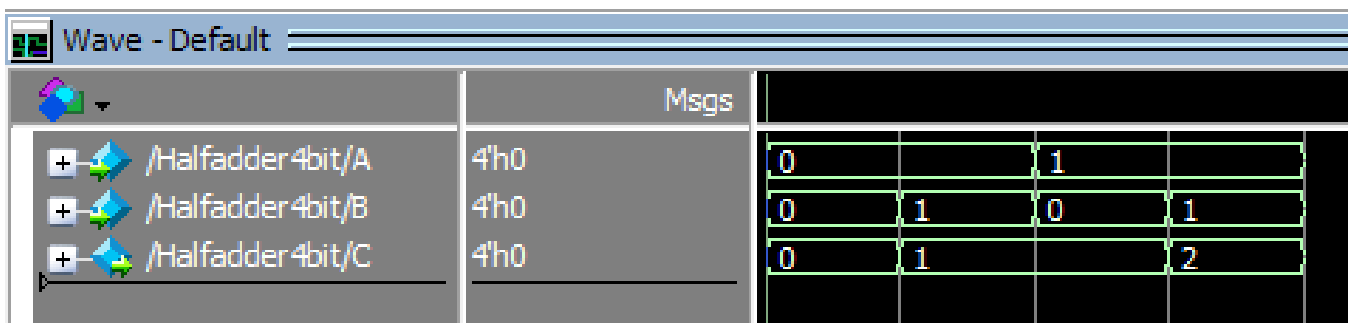 Wave - Default
Msgs
/Halfadder4bit/A 4'h0 0 1
/Halfadder4bit/B 4'h0 0 1 0 1
/Halfadder4bit/C 4'h0 0 1 2